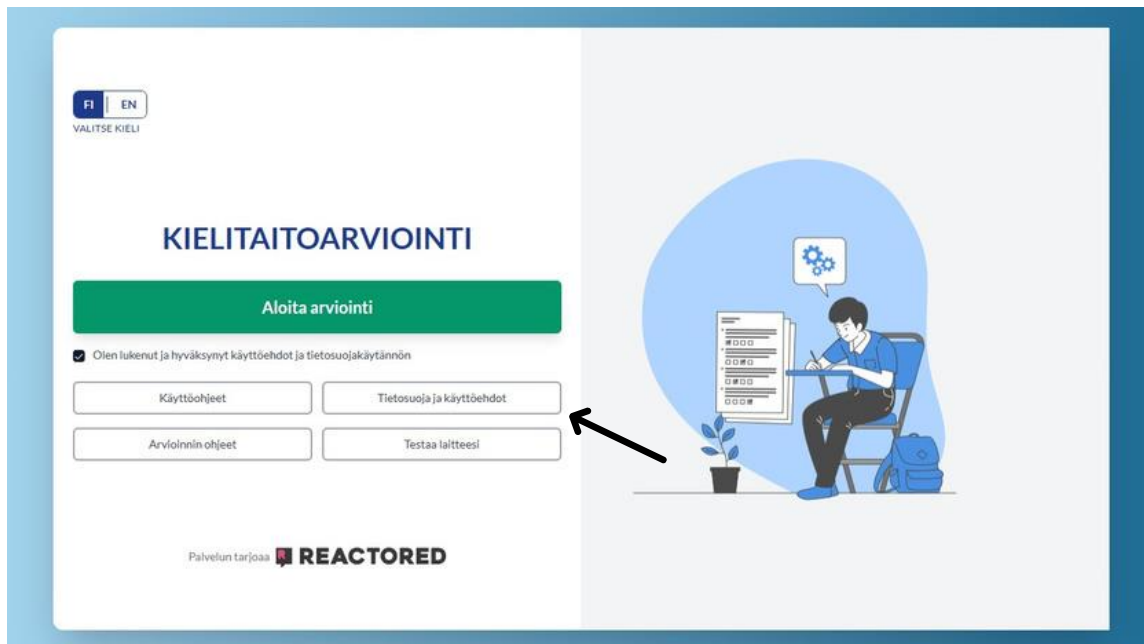 FI | EN
VALITSE KIELI
KIELITAITOARVIOINTI
Aloita arviointi
Olen lukenut ja hyväksynyt käyttöehdot ja tietosuojakäytännön
Käyttöohjeet Tietosuoja ja käyttöehdot
Arvioinnin ohjeet Testaa laitteesi
Palvelun tarjoaa R REACTORED